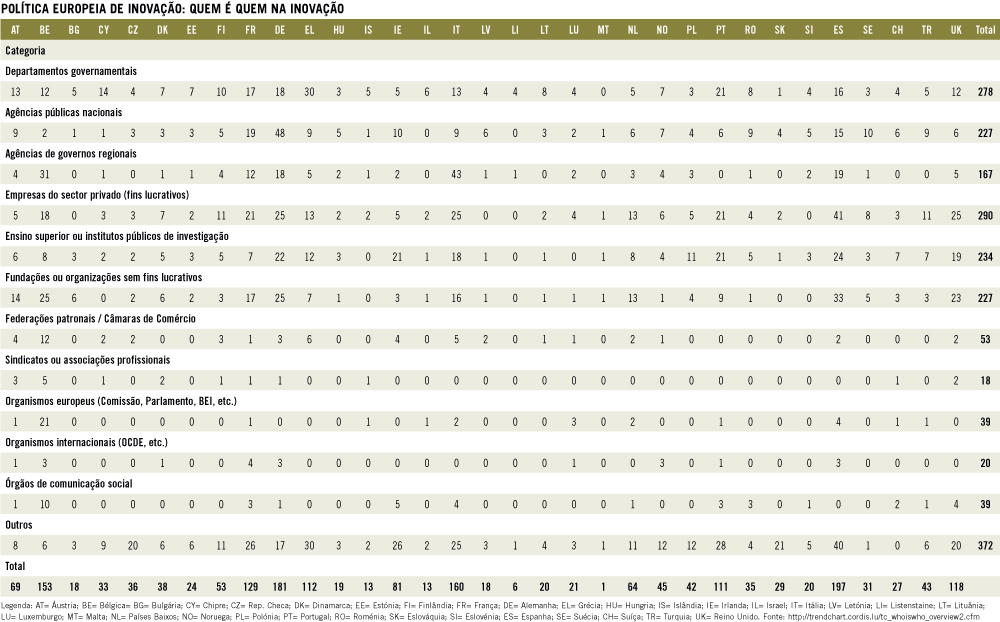 POLÍTICA EUROPEIA DE INOVAÇÃO: QUEM É QUEM NA INOVAÇÃO
AT BE BG CY CZ DK EE FI FR DE EL HU IS IE IL IT LV LI LT LU MT NL NO PL PT RO SK SI ES SE CH TR UK Total
Categoria
Departamentos governamentais
13 12 5 14 4 7 7 10 17 18 30 3 5 5 6 13 4 4 8 4 0 5 7 3 21 8 1 4 16 3 4 5 12 278
Agências públicas nacionais
9 2 1 1 3 3 3 5 19 48 9 5 1 10 0 9 6 0 3 2 1 6 7 4 6 9 4 5 15 10 6 9 6 227
Agências de governos regionais
4 31 0 1 0 1 1 4 12 18 5 2 1 2 0 43 1 1 0 2 0 3 4 3 0 1 0 2 19 1 0 0 5 167
Empresas do sector privado (fins lucrativos)
5 18 0 3 3 7 2 11 21 25 13 2 2 5 2 25 0 0 2 4 1 13 6 5 21 4 2 0 41 8 3 11 25 290
Ensino superior ou institutos públicos de investigação
6 8 3 2 2 5 3 5 7 22 12 3 0 21 1 18 1 0 1 0 1 8 4 11 21 5 1 3 24 3 7 7 19 234
Fundações ou organizações sem fins lucrativos
14 25 6 0 2 6 2 3 17 25 7 1 0 3 1 16 1 0 1 1 1 13 1 4 9 1 0 0 33 5 3 3 23 227
Federações patronais / Câmaras de Comércio
4 12 0 2 2 0 0 3 1 3 6 0 0 4 0 5 2 0 1 1 0 2 1 0 0 0 0 0 2 0 0 0 2 53
Sindicatos ou associações profissionais
3 5 0 1 0 2 0 1 1 1 0 0 1 0 0 0 0 0 0 0 0 0 0 0 0 0 0 0 0 0 1 0 2 18
Organismos europeus (Comissão, Parlamento, BEI, etc.)
1 21 0 0 0 0 0 0 1 0 0 0 1 0 1 2 0 0 0 3 0 2 0 0 1 0 0 0 4 0 1 1 0 39
Organismos internacionais (OCDE, etc.)
1 3 0 0 0 1 0 0 4 3 0 0 0 0 0 0 0 0 0 1 0 0 3 0 1 0 0 0 3 0 0 0 0 20
Órgãos de comunicação social
1 10 0 0 0 0 0 0 3 1 0 0 0 5 0 4 0 0 0 0 0 1 0 0 3 3 0 1 0 0 2 1 4 39
Outros
8 6 3 9 20 6 6 11 26 17 30 3 2 26 2 25 3 1 4 3 1 11 12 12 28 4 21 5 40 1 0 6 20 372
Total
69 153 18 33 36 38 24 53 129 181 112 19 13 81 13 160 18 6 20 21 1 64 45 42 111 35 29 20 197 31 27 43 118
Legenda: AT= Áustria; BE= Bélgica= BG= Bulgária; CY= Chipre; CZ= Rep. Checa; DK= Dinamarca; EE= Estónia; FI= Finlândia; FR= França; DE= Alemanha; EL= Grécia; HU= Hungria; IS= Islândia; IE= Irlanda; IL= Israel; IT= Itália; LV= Letónia; LI= Listenstaine; LT= Lituânia;
LU= Luxemburgo; MT= Malta; NL= Países Baixos; NO= Noruega; PL= Polónia; PT= Portugal; RO= Roménia; SK= Eslováquia; SI= Eslovénia; ES= Espanha; SE= Suécia; CH= Suíça; TR= Turquia; UK= Reino Unido. Fonte: http://trendchart.cordis.lu/tc_whoiswho_overview2.cfm